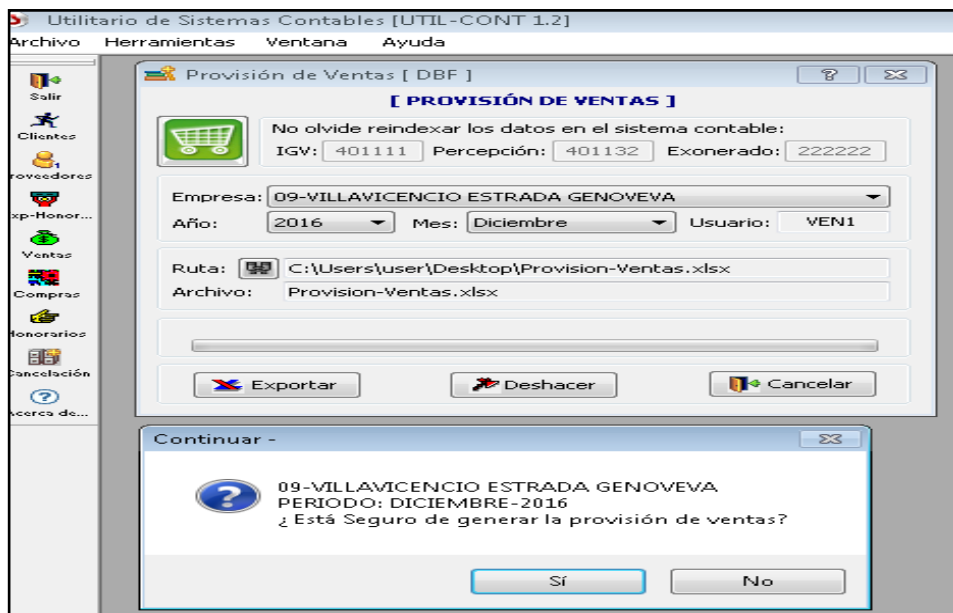 Utilitario de Sistemas Contables [UTIL-CONT 1.2]
Archivo Herramientas Ventana Ayuda
Salir
Clientes
roveedores
xp-Honor...
Ventas
Compras
Honorarios
Cancelación
Acerca de...
Provisión de Ventas [ DBF ]
[ PROVISIÓN DE VENTAS ]
No olvide reindexar los datos en el sistema contable:
IGV: 401111 Percepción: 401132 Exonerado: 222222
Empresa: 09-VILLAVICENCIO ESTRADA GENOVEVA
Año: 2016 Mes: Diciembre Usuario: VEN1
Ruta: C:\Users\user\Desktop\Provision-Ventas.xlsx
Archivo: Provision-Ventas.xlsx
Exportar Deshacer Cancelar
Continuar -
09-VILLAVICENCIO ESTRADA GENOVEVA
PERIODO: DICIEMBRE-2016
¿ Está Seguro de generar la provisión de ventas?
Sí No